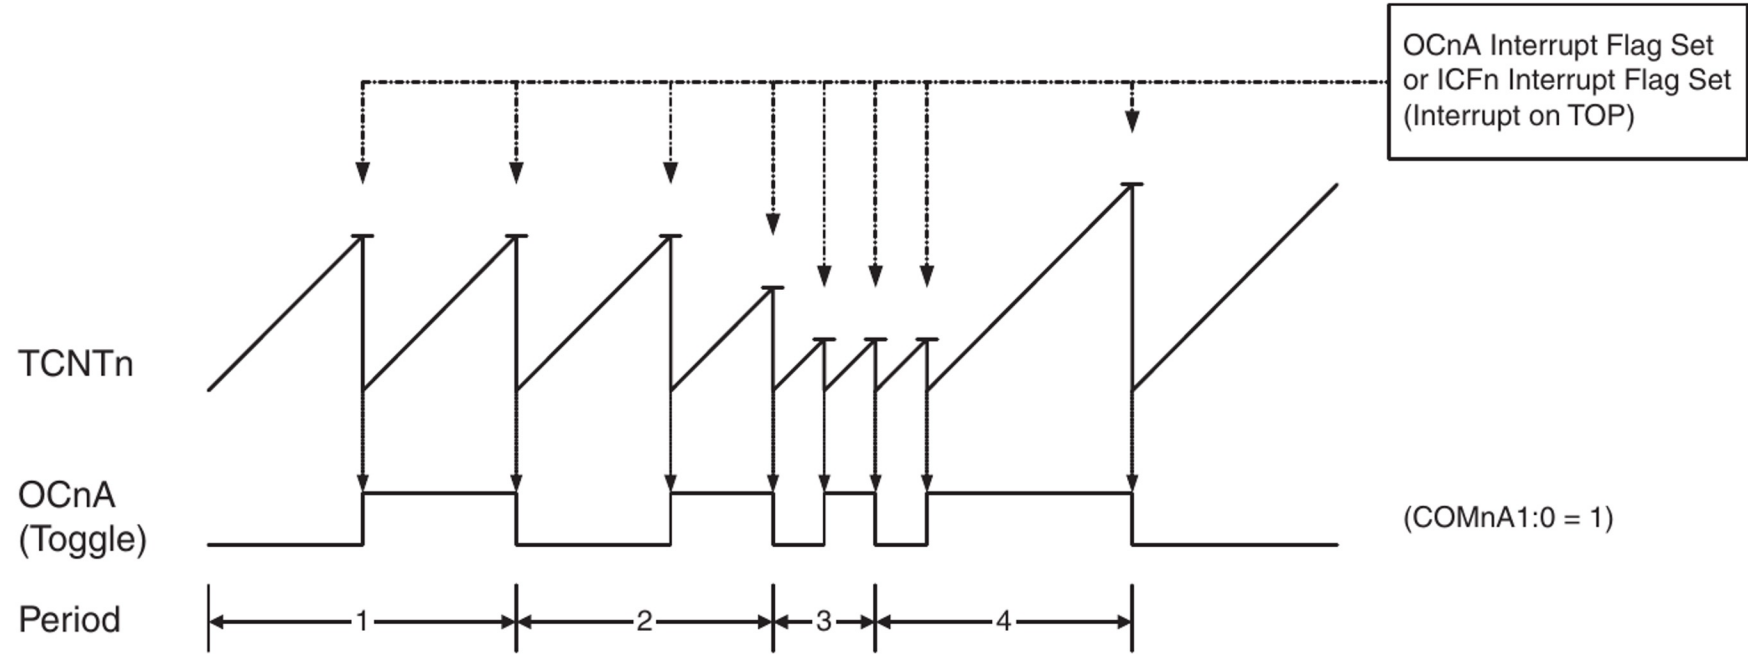 OCnA Interrupt Flag Set
or ICFn Interrupt Flag Set
(Interrupt on TOP)
TCNTn
OCnA
(Toggle)
(COMnA1:0 = 1)
Period
1
2
3
4